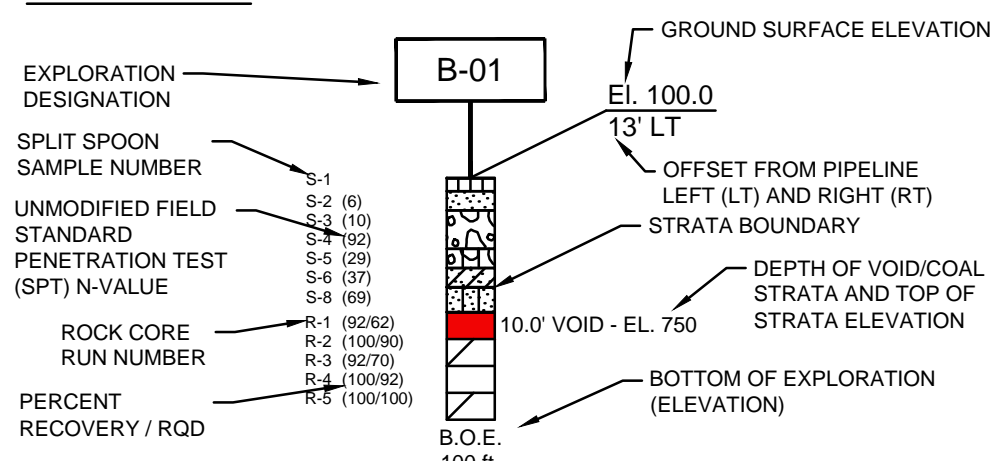 GROUND SURFACE ELEVATION
B-01
EXPLORATION
DESIGNATION
El. 100.0
13' LT
SPLIT SPOON
SAMPLE NUMBER
OFFSET FROM PIPELINE
LEFT (LT) AND RIGHT (RT)
S-1
S-2 (6)
S-3 (10)
S-4 (92)
S-5 (29)
S-6 (37)
S-8 (69)
UNMODIFIED FIELD
STANDARD
PENETRATION TEST
(SPT) N-VALUE
STRATA BOUNDARY
DEPTH OF VOID/COAL
STRATA AND TOP OF
STRATA ELEVATION
10.0' VOID - EL. 750
ROCK CORE
RUN NUMBER
R-1 (92/62)
R-2 (100/90)
R-3 (92/70)
R-4 (100/92)
R-5 (100/100)
PERCENT
RECOVERY / RQD
BOTTOM OF EXPLORATION
(ELEVATION)
B.O.E.
100 ft